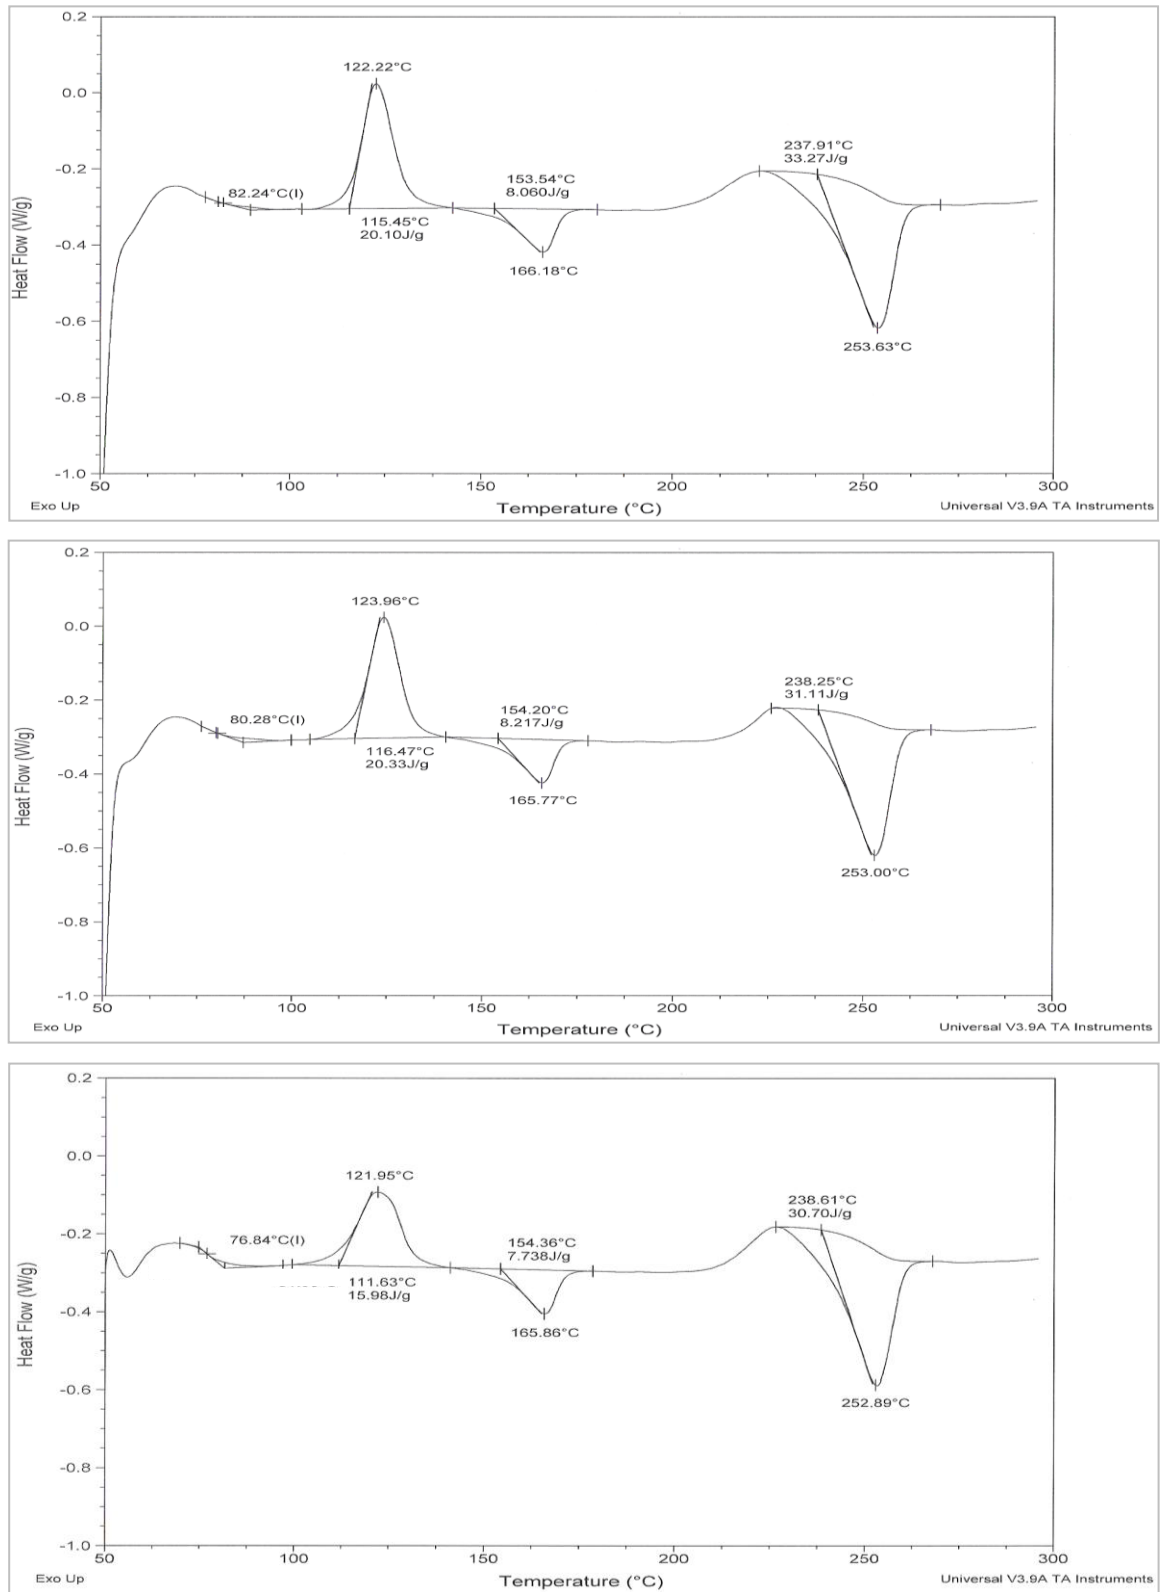 0.2
0.0
-0.2
-0.4
-0.6
-0.8
-1.0
Heat Flow (W/g)
122.22°C
82.24°C(I)
115.45°C
20.10J/g
153.54°C
8.060J/g
166.18°C
237.91°C
33.27J/g
253.63°C
50
100
150
200
250
300
Exo Up
Temperature (°C)
Universal V3.9A TA Instruments
0.2
0.0
-0.2
-0.4
-0.6
-0.8
-1.0
Heat Flow (W/g)
123.96°C
80.28°C(I)
116.47°C
20.33J/g
154.20°C
8.217J/g
165.77°C
238.25°C
31.11J/g
253.00°C
50
100
150
200
250
300
Exo Up
Temperature (°C)
Universal V3.9A TA Instruments
0.2
0.0
-0.2
-0.4
-0.6
-0.8
-1.0
Heat Flow (W/g)
121.95°C
76.84°C(I)
111.63°C
15.98J/g
154.36°C
7.738J/g
165.86°C
238.61°C
30.70J/g
252.89°C
50
100
150
200
250
300
Exo Up
Temperature (°C)
Universal V3.9A TA Instruments